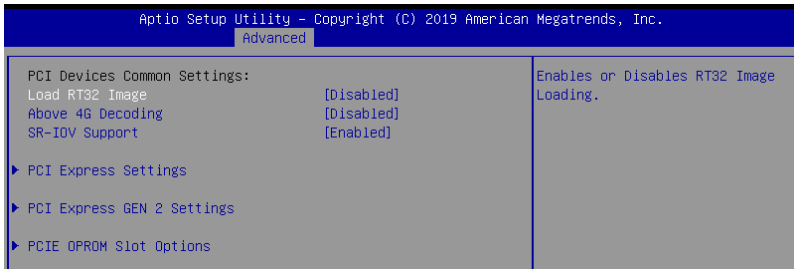 Aptio Setup Utility – Copyright (C) 2019 American Megatrends, Inc.
Advanced
PCI Devices Common Settings:
Load RT32 Image [Disabled]
Above 4G Decoding [Disabled]
SR-IOV Support [Enabled]
PCI Express Settings
PCI Express GEN 2 Settings
PCIE OPROM Slot Options
Enables or Disables RT32 Image
Loading.